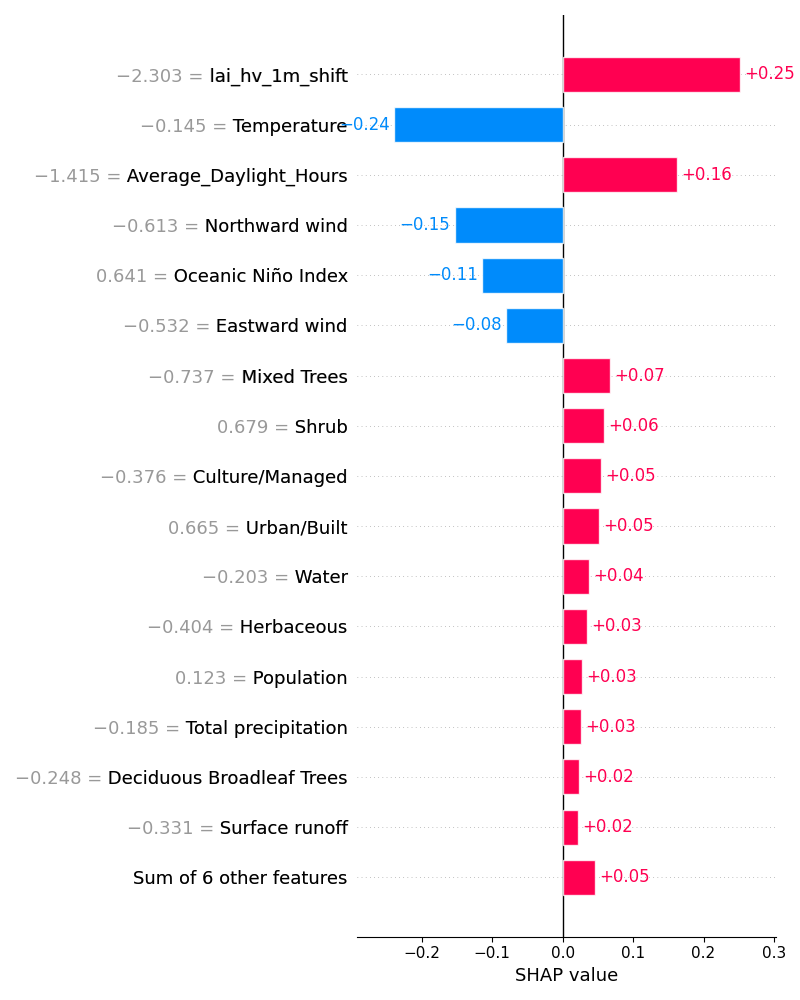 −2.303 = lai_hv_1m_shift +0.25
−0.145 = Temperature −0.24
−1.415 = Average_Daylight_Hours +0.16
−0.613 = Northward wind −0.15
0.641 = Oceanic Niño Index −0.11
−0.532 = Eastward wind −0.08
−0.737 = Mixed Trees +0.07
0.679 = Shrub +0.06
−0.376 = Culture/Managed +0.05
0.665 = Urban/Built +0.05
−0.203 = Water +0.04
−0.404 = Herbaceous +0.03
0.123 = Population +0.03
−0.185 = Total precipitation +0.03
−0.248 = Deciduous Broadleaf Trees +0.02
−0.331 = Surface runoff +0.02
Sum of 6 other features +0.05
−0.2 −0.1 0.0 0.1 0.2 0.3
SHAP value